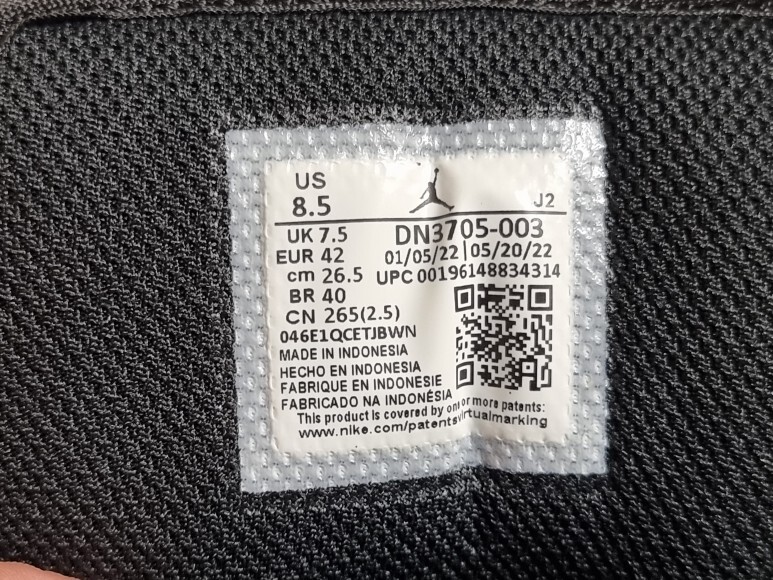 US
8.5
J2
UK 7.5
DN3705-003
EUR 42
01/05/22|05/20/22
cm 26.5
UPC 00196148834314
BR 40
CN 265(2.5)
046E1QCETJBWN
MADE IN INDONESIA
HECHO EN INDONESIA
FABRIQUE EN INDONESIE
FABRICADO NA INDONÉSIA
This product is covered by one or more patents:
www.nike.com/patentsvirtualmarking